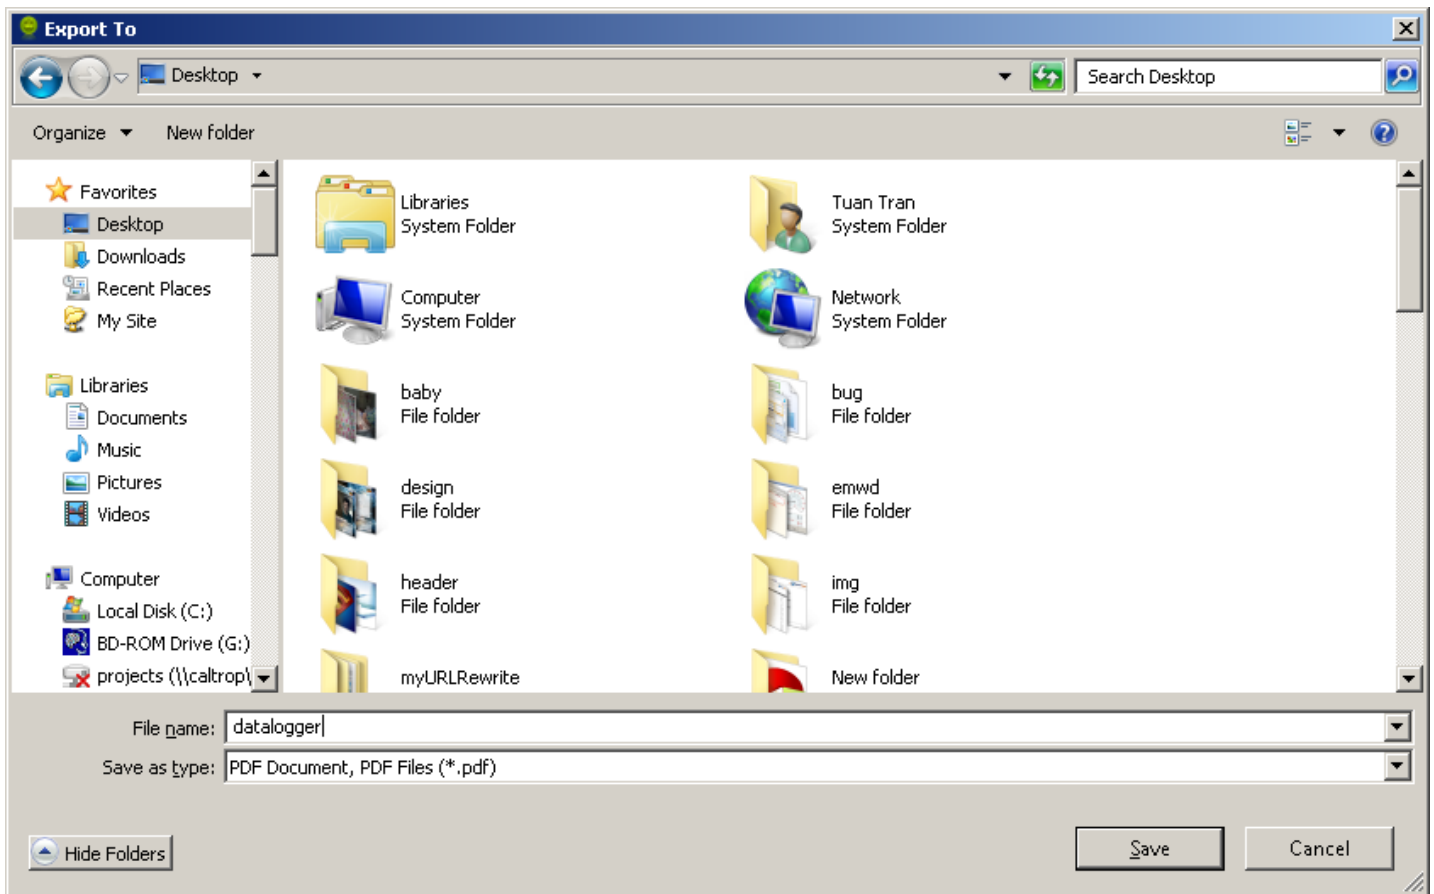 Export To
Desktop
Search Desktop
Organize
New folder
Favorites
Desktop
Downloads
Recent Places
My Site
Libraries
Documents
Music
Pictures
Videos
Computer
Local Disk (C:)
BD-ROM Drive (G:)
projects (\\caltrop\
Libraries
System Folder
Tuan Tran
System Folder
Computer
System Folder
Network
System Folder
baby
File folder
bug
File folder
design
File folder
emwd
File folder
header
File folder
img
File folder
myURLRewrite
New folder
File name: datalogger
Save as type: PDF Document, PDF Files (*.pdf)
Hide Folders
Save
Cancel